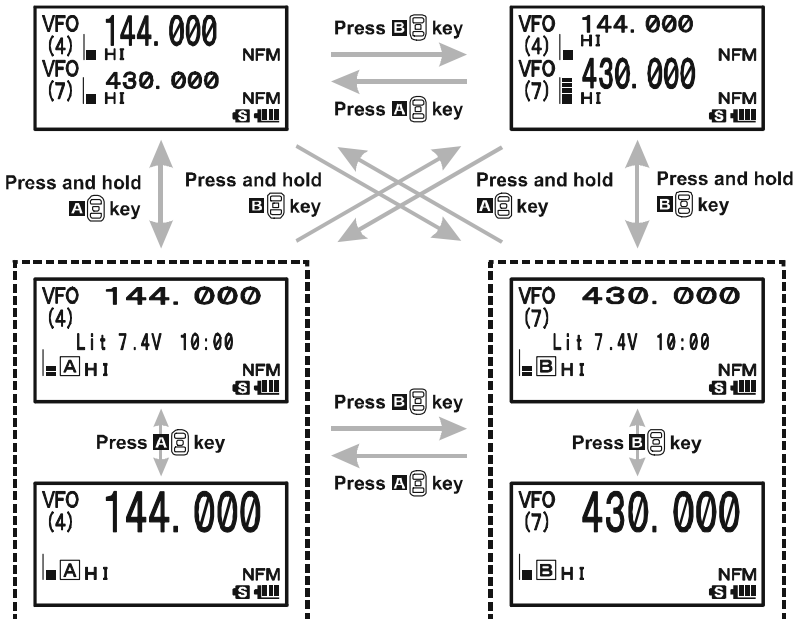 VFO 144. 000
(4) HI NFM
VFO 430. 000
(7) HI NFM
S
Press B key
Press A key
VFO 144. 000
(4) HI NFM
VFO 430. 000
(7) HI NFM
S
Press and hold
A key
Press and hold
B key
Press and hold
A key
Press and hold
B key
VFO 144. 000
(4)
Lit 7.4V 10:00
A HI NFM
S
VFO 430. 000
(7)
Lit 7.4V 10:00
B HI NFM
S
Press B key
Press A key
Press A key
Press B key
VFO 144. 000
(4)
A HI NFM
S
VFO 430. 000
(7)
B HI NFM
S